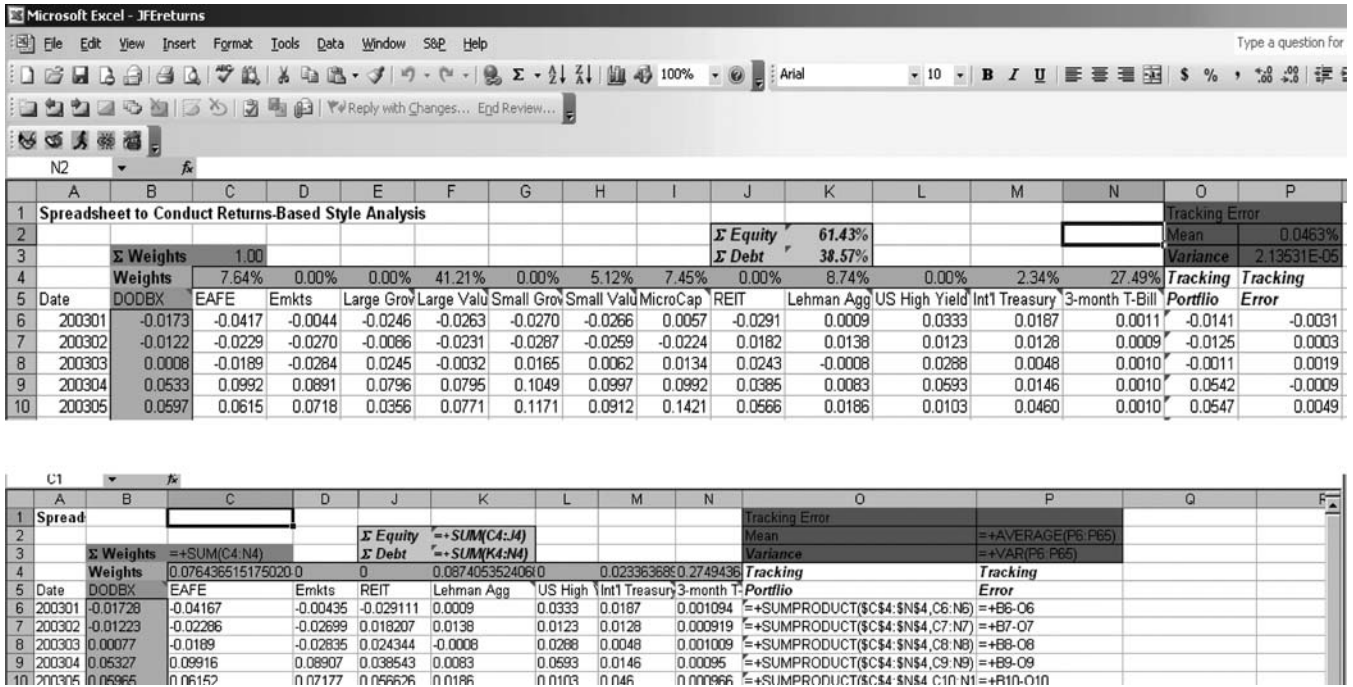 Microsoft Excel - JFEreturns
File Edit View Insert Format Tools Data Window S&P Help Type a question for
100% Arial 10 B I U $ % ,
Reply with Changes... End Review...
N2 fx
A B C D E F G H I J K L M N O P
1 Spreadsheet to Conduct Returns-Based Style Analysis Tracking Error
2 Σ Equity 61.43% Mean 0.0463%
3 Σ Weights 1.00 Σ Debt 38.57% Variance 2.13531E-05
4 Weights 7.64% 0.00% 0.00% 41.21% 0.00% 5.12% 7.45% 0.00% 8.74% 0.00% 2.34% 27.49% Tracking Tracking
5 Date DODBX EAFE Emkts Large Grov Large Valu Small Grov Small Valu MicroCap REIT Lehman Agg US High Yield Int'l Treasury 3-month T-Bill Portflio Error
6 200301 -0.0173 -0.0417 -0.0044 -0.0246 -0.0263 -0.0270 -0.0266 0.0057 -0.0291 0.0009 0.0333 0.0187 0.0011 -0.0141 -0.0031
7 200302 -0.0122 -0.0229 -0.0270 -0.0086 -0.0231 -0.0287 -0.0259 -0.0224 0.0182 0.0138 0.0123 0.0128 0.0009 -0.0125 0.0003
8 200303 0.0008 -0.0189 -0.0284 0.0245 -0.0032 0.0165 0.0062 0.0134 0.0243 -0.0008 0.0288 0.0048 0.0010 -0.0011 0.0019
9 200304 0.0533 0.0992 0.0891 0.0796 0.0795 0.1049 0.0997 0.0992 0.0385 0.0083 0.0593 0.0146 0.0010 0.0542 -0.0009
10 200305 0.0597 0.0615 0.0718 0.0356 0.0771 0.1171 0.0912 0.1421 0.0566 0.0186 0.0103 0.0460 0.0010 0.0547 0.0049
C1 fx
A B C D J K L M N O P Q
1 Spread Tracking Error
2 Σ Equity =+SUM(C4:J4) Mean =+AVERAGE(P6:P65)
3 Σ Weights =+SUM(C4:N4) Σ Debt =+SUM(K4:N4) Variance =+VAR(P6:P65)
4 Weights 0.076436515175020 0 0 0.087405352406 0 0.023363689 0.2749436 Tracking Tracking
5 Date DODBX EAFE Emkts REIT Lehman Agg US High Int'l Treasury 3-month T- Portflio Error
6 200301 -0.01728 -0.04167 -0.00435 -0.029111 0.0009 0.0333 0.0187 0.001094 =+SUMPRODUCT($C$4:$N$4,C6:N6) =+B6-O6
7 200302 -0.01223 -0.02286 -0.02699 0.018207 0.0138 0.0123 0.0128 0.000919 =+SUMPRODUCT($C$4:$N$4,C7:N7) =+B7-O7
8 200303 0.00077 -0.0189 -0.02835 0.024344 -0.0008 0.0288 0.0048 0.001009 =+SUMPRODUCT($C$4:$N$4,C8:N8) =+B8-O8
9 200304 0.05327 0.09916 0.08907 0.038543 0.0083 0.0593 0.0146 0.00095 =+SUMPRODUCT($C$4:$N$4,C9:N9) =+B9-O9
10 200305 0.05965 0.06152 0.07177 0.056626 0.0186 0.0103 0.046 0.000966 =+SUMPRODUCT($C$4:$N$4,C10:N1 =+B10-O10